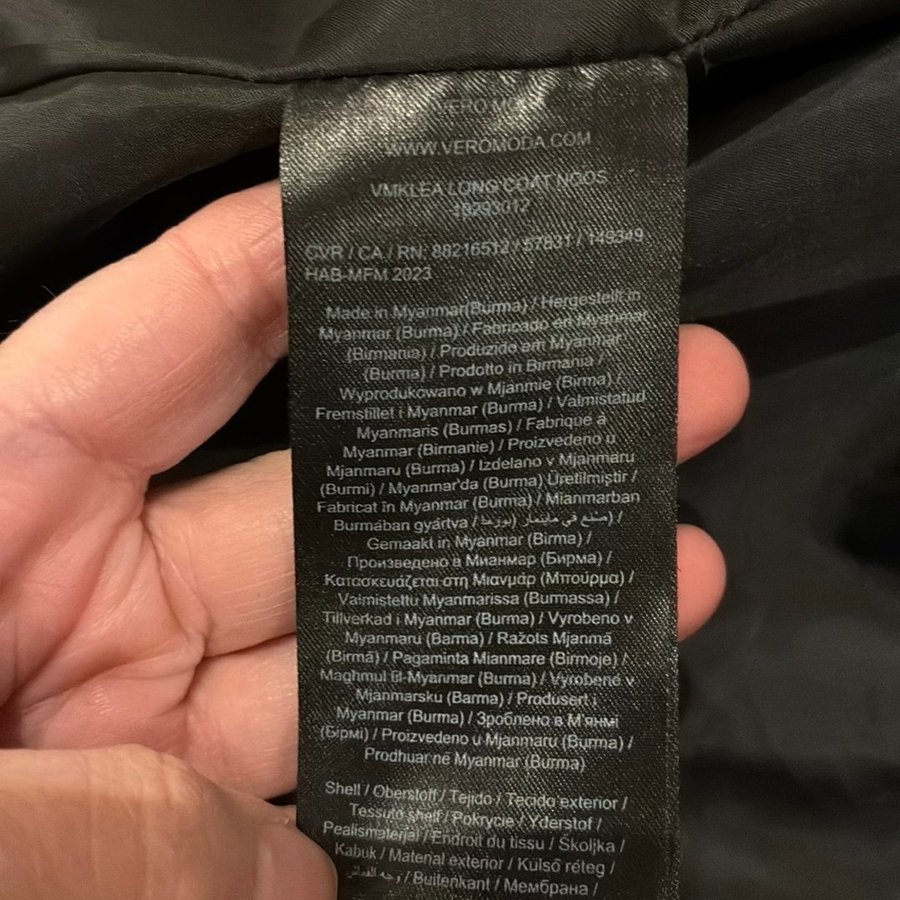 VERO MODA
WWW.VEROMODA.COM
VMKLEA LONG COAT NOOS
10293012
CVR / CA / RN: 88216512 / 57831 / 149349
HAB-MFM 2023
Made in Myanmar(Burma) / Hergestellt in
Myanmar (Burma) / Fabricado en Myanmar
(Birmania) / Produzido em Myanmar
(Burma) / Prodotto in Birmania /
Wyprodukowano w Mjanmie (Birma) /
Fremstillet i Myanmar (Burma) / Valmistatud
Myanmaris (Burmas) / Fabriqué à
Myanmar (Birmanie) / Proizvedeno u
Mjanmaru (Burma) / Izdelano v Mjanmaru
(Burmi) / Myanmar'da (Burma) Üretilmiştir /
Fabricat în Myanmar (Burma) / Mianmarban
Burmában gyártva / صنع في ماينمار (بورما) /
Gemaakt in Myanmar (Birma) /
Произведено в Мианмар (Бирма) /
Κατασκευάζεται στη Μιανμάρ (Μπούρμα) /
Valmistettu Myanmarissa (Burmassa) /
Tillverkad i Myanmar (Burma) / Vyrobeno v
Myanmaru (Barma) / Ražots Mjanmā
(Birmā) / Pagaminta Mianmare (Birmoje) /
Magħmul fil-Myanmar (Burma) / Vyrobené v
Mjanmarsku (Barma) / Produsert i
Myanmar (Burma) / Зроблено в М'янмі
(Бірмі) / Proizvedeno u Mjanmaru (Burma) /
Prodhuar në Myanmar (Burma)
Shell / Oberstoff / Tejido / Tecido exterior /
Tessuto shell / Pokrycie / Yderstof /
Pealismaterjal / Endroit du tissu / Školjka /
Kabuk / Material exterior / Külső réteg /
وجه القماش / Buitenkant / Мембрана /